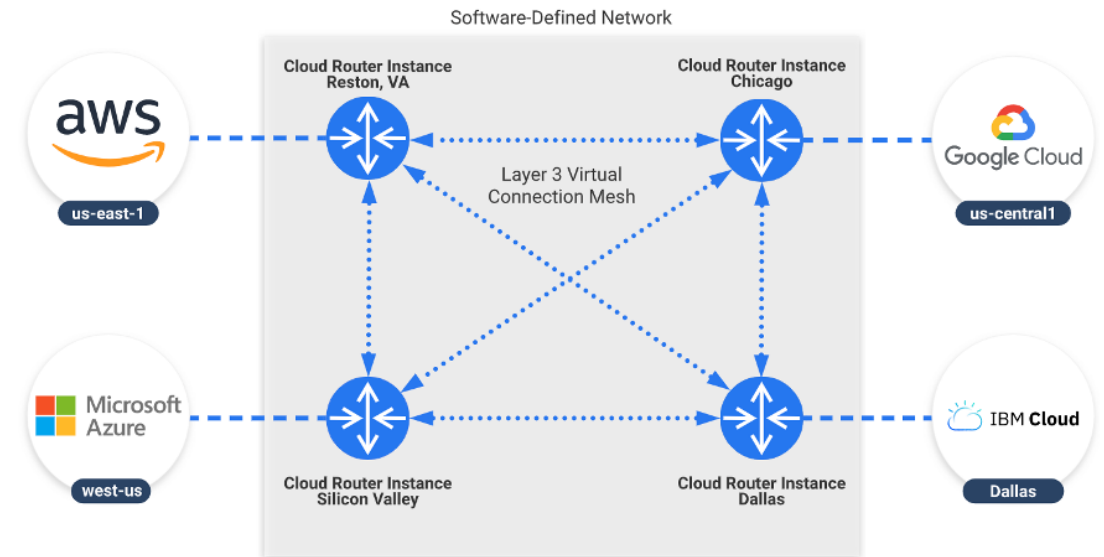 Software-Defined Network
Cloud Router Instance
Reston, VA
Cloud Router Instance
Chicago
aws
us-east-1
Google Cloud
us-central1
Layer 3 Virtual
Connection Mesh
Microsoft
Azure
west-us
IBM Cloud
Dallas
Cloud Router Instance
Silicon Valley
Cloud Router Instance
Dallas